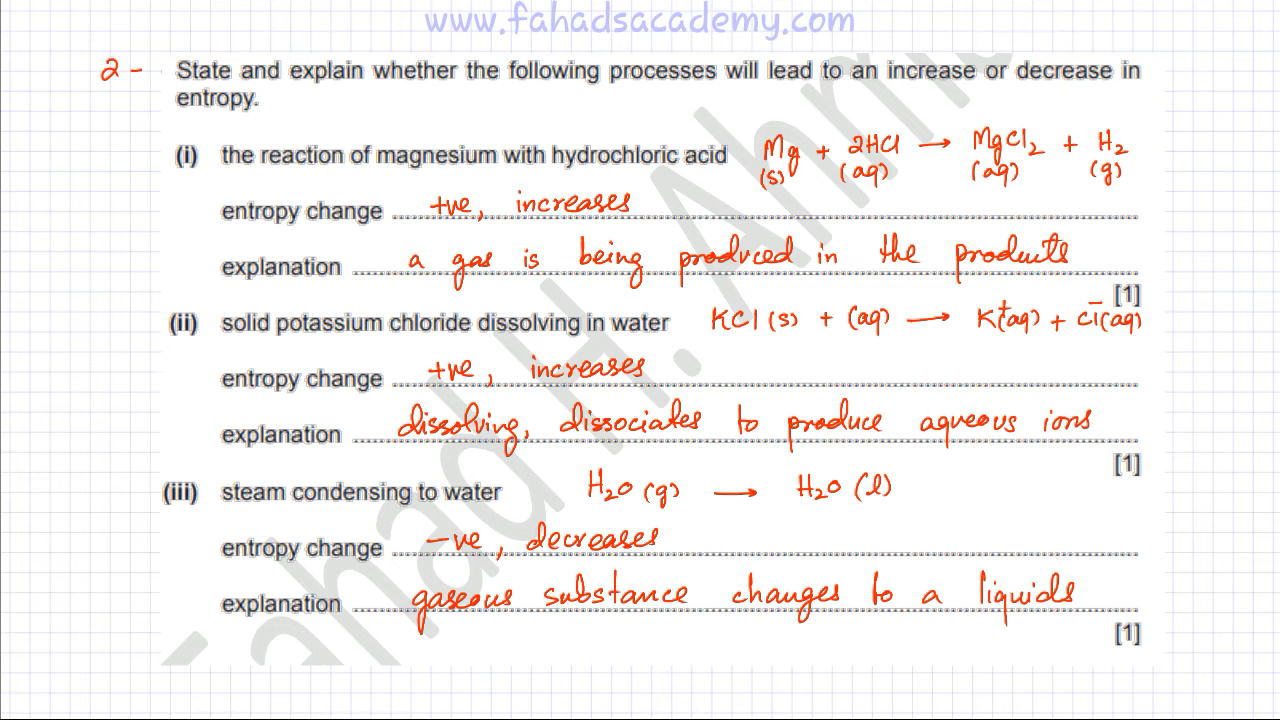 www.fahadsacademy.com
2 - State and explain whether the following processes will lead to an increase or decrease in
entropy.
(i) the reaction of magnesium with hydrochloric acid Mg + 2HCl → MgCl2 + H2
(s) (aq) (aq) (g)
entropy change +ve, increases
explanation a gas is being produced in the products
[1]
(ii) solid potassium chloride dissolving in water KCl (s) + (aq) → K+(aq) + Cl-(aq)
entropy change +ve, increases
explanation dissolving, dissociates to produce aqueous ions
[1]
(iii) steam condensing to water H2O (g) → H2O (l)
entropy change -ve, decreases
explanation gaseous substance changes to a liquids
[1]
Fahad H. Ahmad